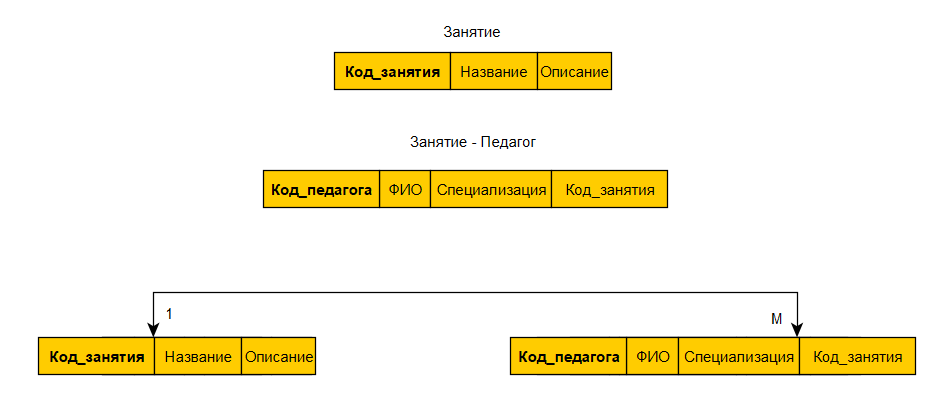 Занятие
Код_занятия Название Описание
Занятие - Педагог
Код_педагога ФИО Специализация Код_занятия
1 М
Код_занятия Название Описание Код_педагога ФИО Специализация Код_занятия